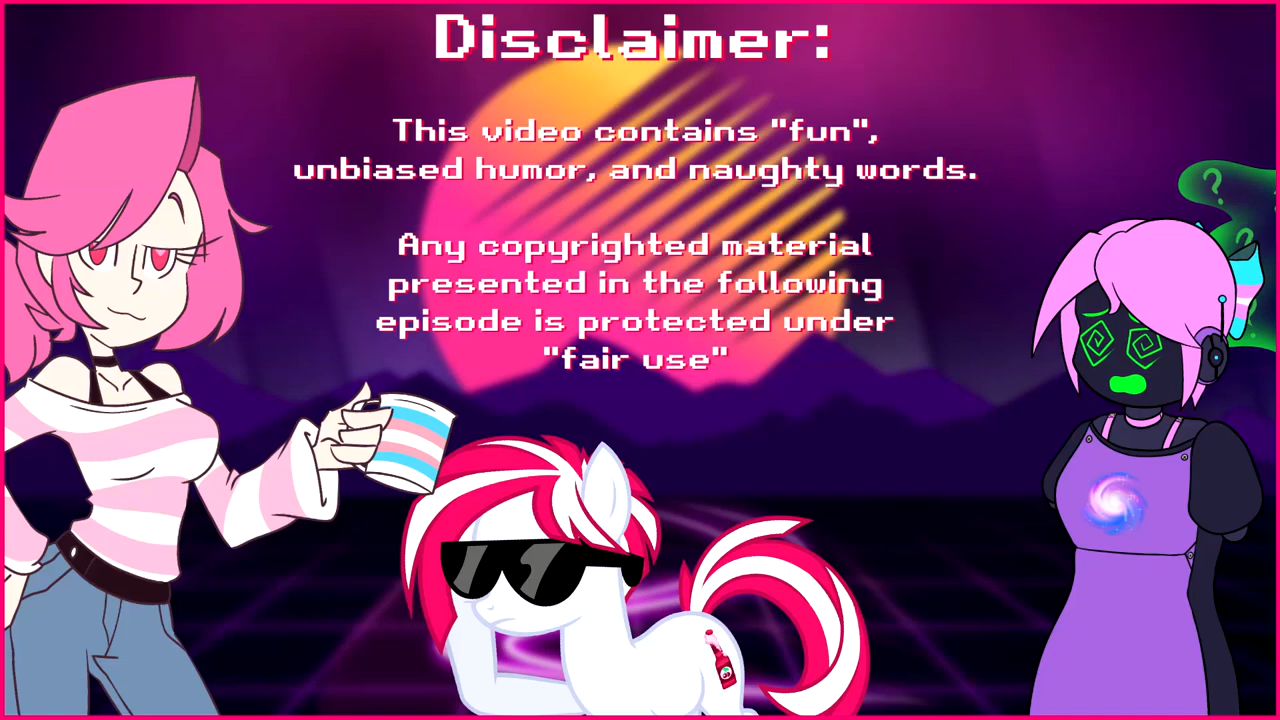 Disclaimer:
This video contains "fun",
unbiased humor, and naughty words.
Any copyrighted material
presented in the following
episode is protected under
"fair use"
?
?